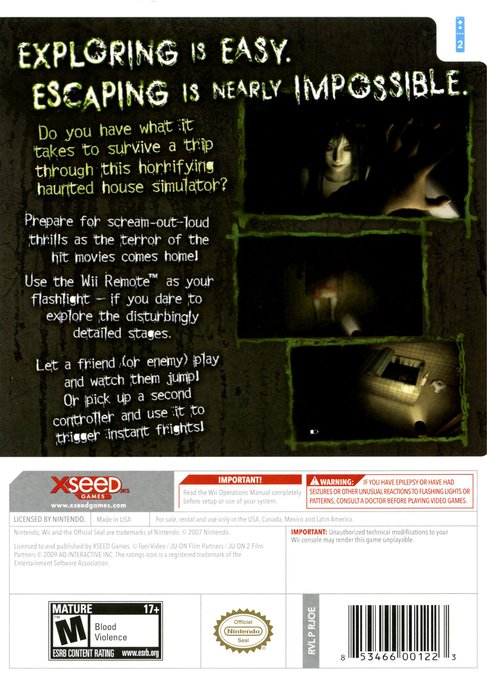 2
EXPLORING IS EASY.
ESCAPING IS NEARLY IMPOSSIBLE.
Do you have what it
takes to survive a trip
through this horrifying
haunted house simulator?
Prepare for scream-out-loud
thrills as the terror of the
hit movies comes home!
Use the Wii Remote™ as your
flashlight – if you dare to
explore the disturbingly
detailed stages.
Let a friend (or enemy) play
and watch them jump!
Or pick up a second
controller and use it to
trigger instant frights!
XSEED JKS
GAMES
www.xseedgames.com
IMPORTANT!
Read the Wii Operations Manual completely
before setup or use of your system.
WARNING: IF YOU HAVE EPILEPSY OR HAVE HAD
SEIZURES OR OTHER UNUSUAL REACTIONS TO FLASHING LIGHTS OR
PATTERNS, CONSULT A DOCTOR BEFORE PLAYING VIDEO GAMES.
LICENSED BY NINTENDO. Made in USA For sale, rental and use only in the USA, Canada, Mexico and Latin America.
Nintendo, Wii and the Official Seal are trademarks of Nintendo. © 2007 Nintendo.
Licensed to and published by XSEED Games. © Toei Video / JU-ON Film Partners / JU-ON 2 Film
Partners © 2009 AQ INTERACTIVE INC. The ratings icon is a registered trademark of the
Entertainment Software Association.
IMPORTANT: Unauthorized technical modifications to your
Wii console may render this game unplayable.
MATURE 17+
M
Blood
Violence
ESRB CONTENT RATING www.esrb.org
Official
Nintendo
Seal
RVL P RJOE
8 53466 00122 3